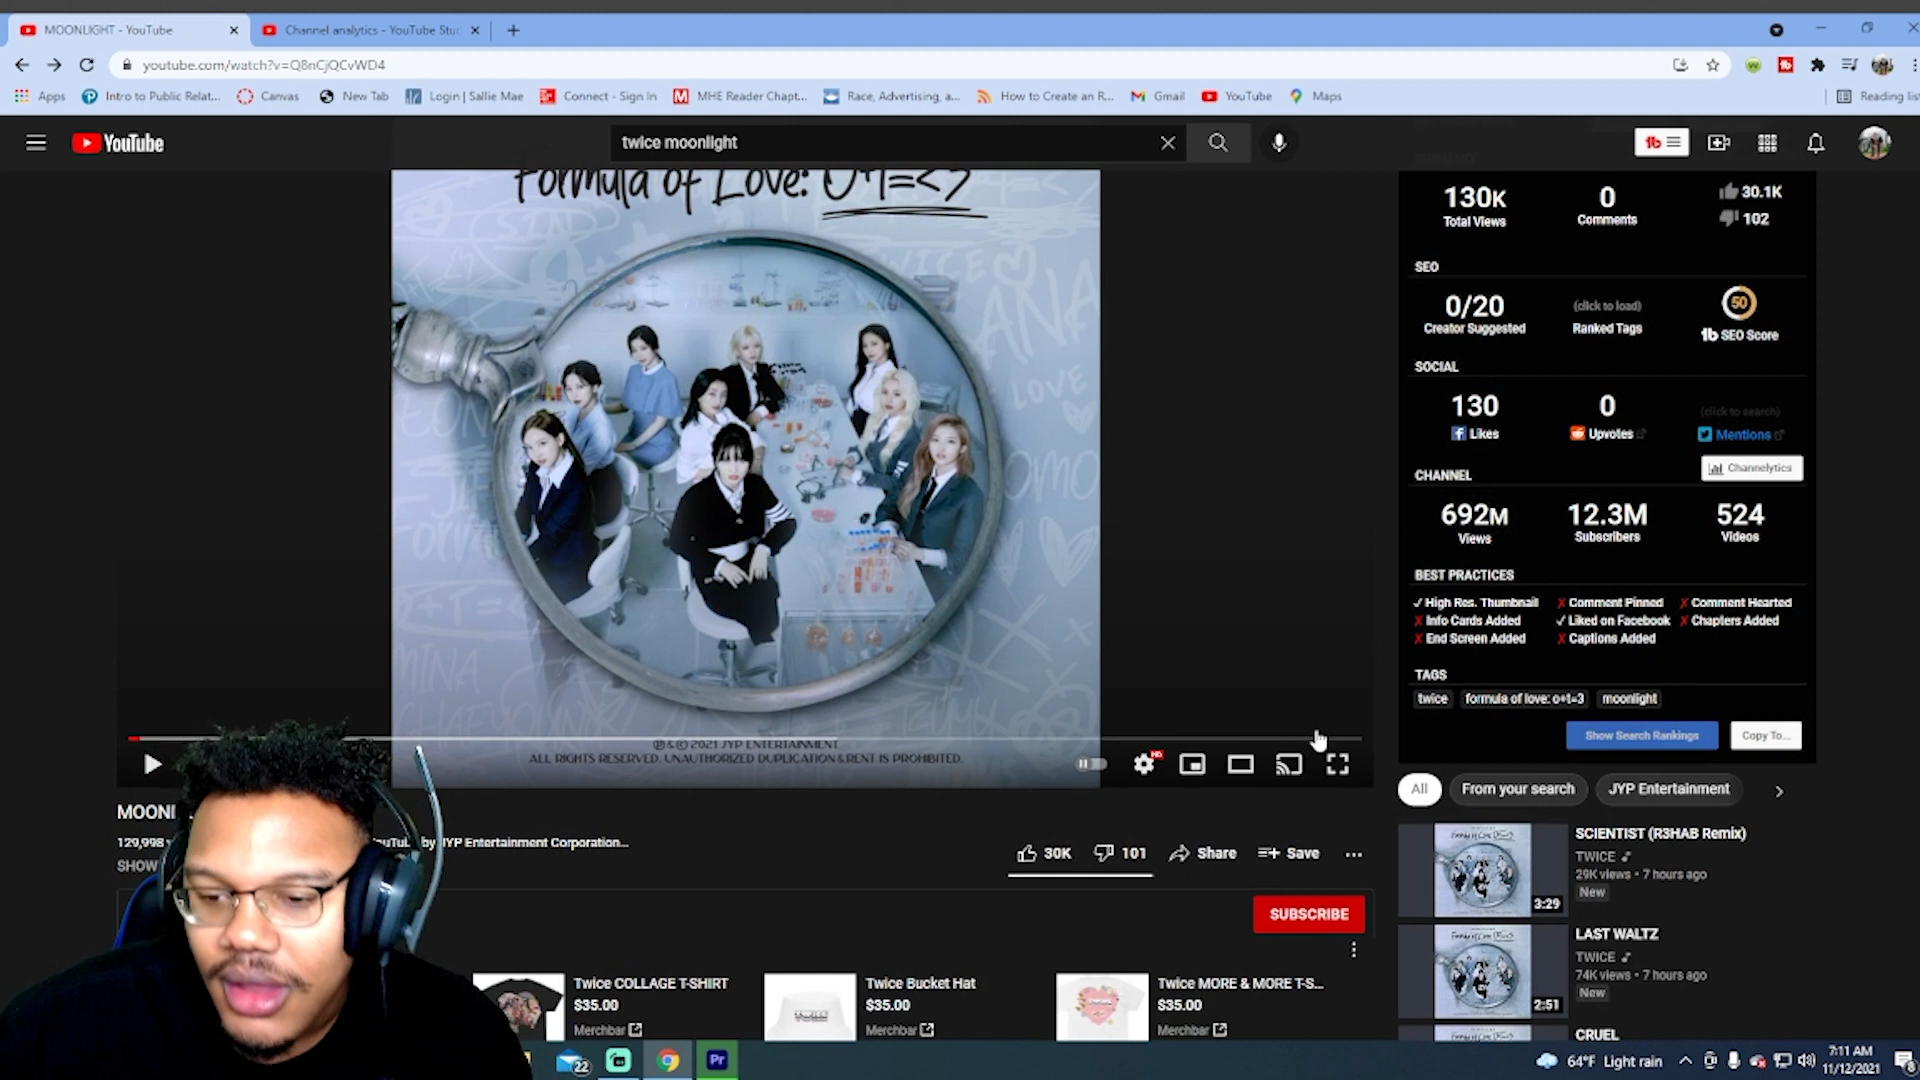 MOONLIGHT - YouTube
Channel analytics - YouTube Stu
youtube.com/watch?v=Q8nCjQCvWD4
Apps
Intro to Public Relat...
Canvas
New Tab
Login | Sallie Mae
Connect - Sign In
MHE Reader Chapt...
Race, Advertising, a...
How to Create an R...
Gmail
YouTube
Maps
Reading list
YouTube
twice moonlight
Formula of Love: O+T=<3
130K
Total Views
0
Comments
30.1K
102
SEO
0/20
Creator Suggested
(click to load)
Ranked Tags
50
tb SEO Score
SOCIAL
130
Likes
0
Upvotes
(click to search)
Mentions
CHANNEL
Channelytics
692M
Views
12.3M
Subscribers
524
Videos
BEST PRACTICES
✓ High Res. Thumbnail
✗ Comment Pinned
✗ Comment Hearted
✗ Info Cards Added
✓ Liked on Facebook
✗ Chapters Added
✗ End Screen Added
✗ Captions Added
TAGS
twice
formula of love: o+t=3
moonlight
Show Search Rankings
Copy To...
℗&© 2021 JYP ENTERTAINMENT.
ALL RIGHTS RESERVED. UNAUTHORIZED DUPLICATION & RENT IS PROHIBITED.
HD
All
From your search
JYP Entertainment
MOONL
129,998
by JYP Entertainment Corporation...
SHOW
30K
101
Share
Save
SUBSCRIBE
SCIENTIST (R3HAB Remix)
TWICE
29K views • 7 hours ago
New
3:29
LAST WALTZ
TWICE
74K views • 7 hours ago
New
2:51
CRUEL
Twice COLLAGE T-SHIRT
$35.00
Merchbar
Twice Bucket Hat
$35.00
Merchbar
Twice MORE & MORE T-S...
$35.00
Merchbar
22
Pr
64°F Light rain
7:11 AM
11/12/2021
8